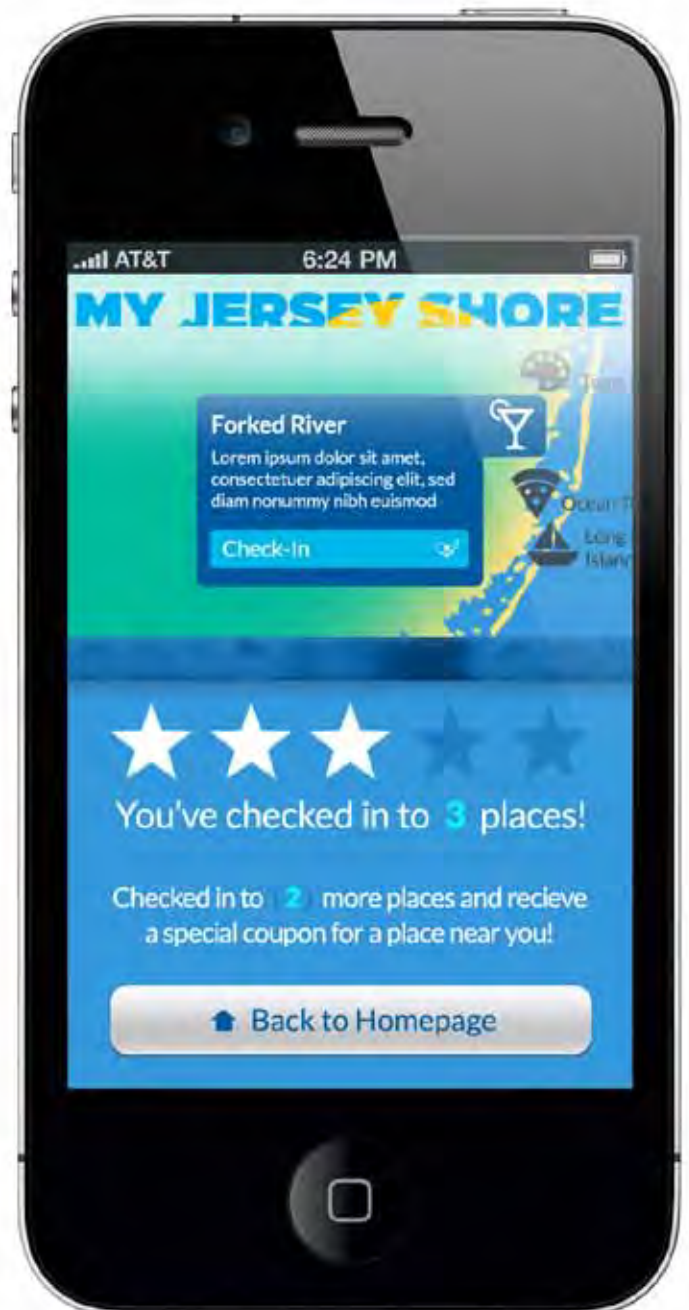 AT&T 6:24 PM
MY JERSEY SHORE
Forked River
Lorem ipsum dolor sit amet,
consectetuer adipiscing elit, sed
diam nonummy nibh euismod
Check-In
Ocean
Long
You've checked in to 3 places!
Checked in to 2 more places and recieve
a special coupon for a place near you!
Back to Homepage